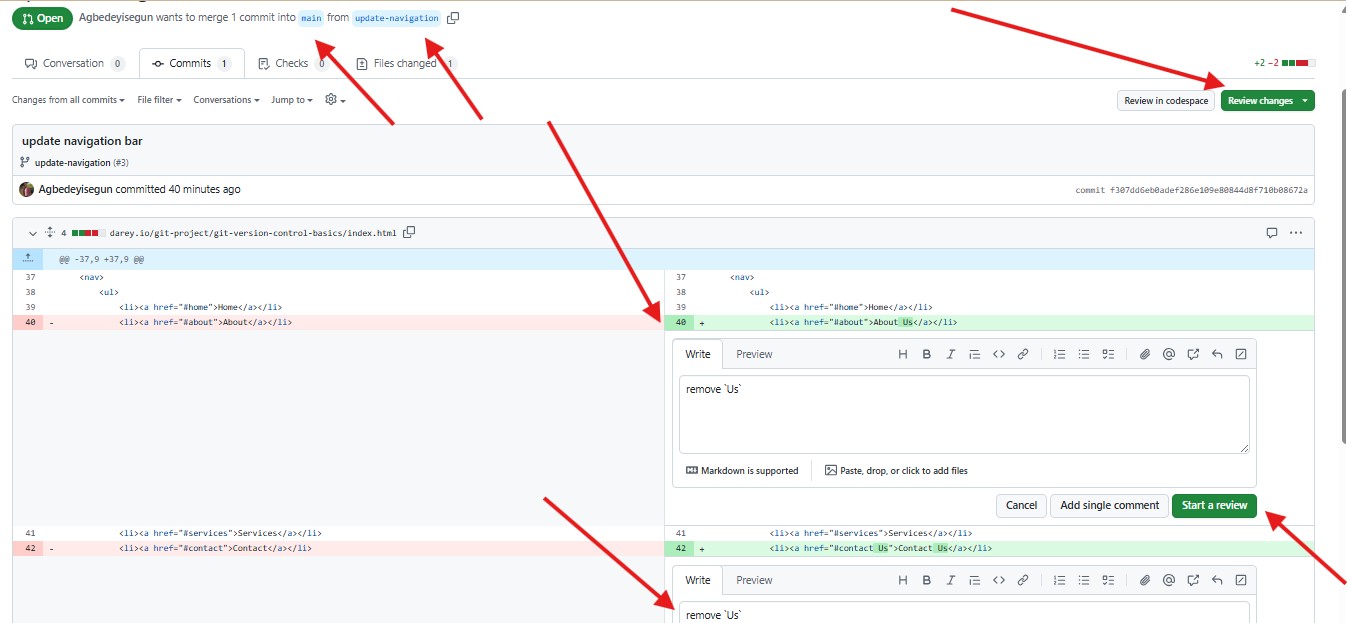 Open Agbedeyisegun wants to merge 1 commit into main from update-navigation
Conversation 0 Commits 1 Checks 0 Files changed 1 +2 −2
Changes from all commits File filter Conversations Jump to Review in codespace Review changes
update navigation bar
update-navigation (#3)
Agbedeyisegun committed 40 minutes ago commit f307dd6eb0adef286e109e80844d8f710b08672a
4 darey.io/git-project/git-version-control-basics/index.html
@@ -37,9 +37,9 @@
37 <nav> 37 <nav>
38 <ul> 38 <ul>
39 <li><a href="#home">Home</a></li> 39 <li><a href="#home">Home</a></li>
40 - <li><a href="#about">About</a></li> 40 + <li><a href="#about">About Us</a></li>
Write Preview
remove `Us`
Markdown is supported Paste, drop, or click to add files
Cancel Add single comment Start a review
41 <li><a href="#services">Services</a></li> 41 <li><a href="#services">Services</a></li>
42 - <li><a href="#contact">Contact</a></li> 42 + <li><a href="#contact Us">Contact Us</a></li>
Write Preview
remove `Us`